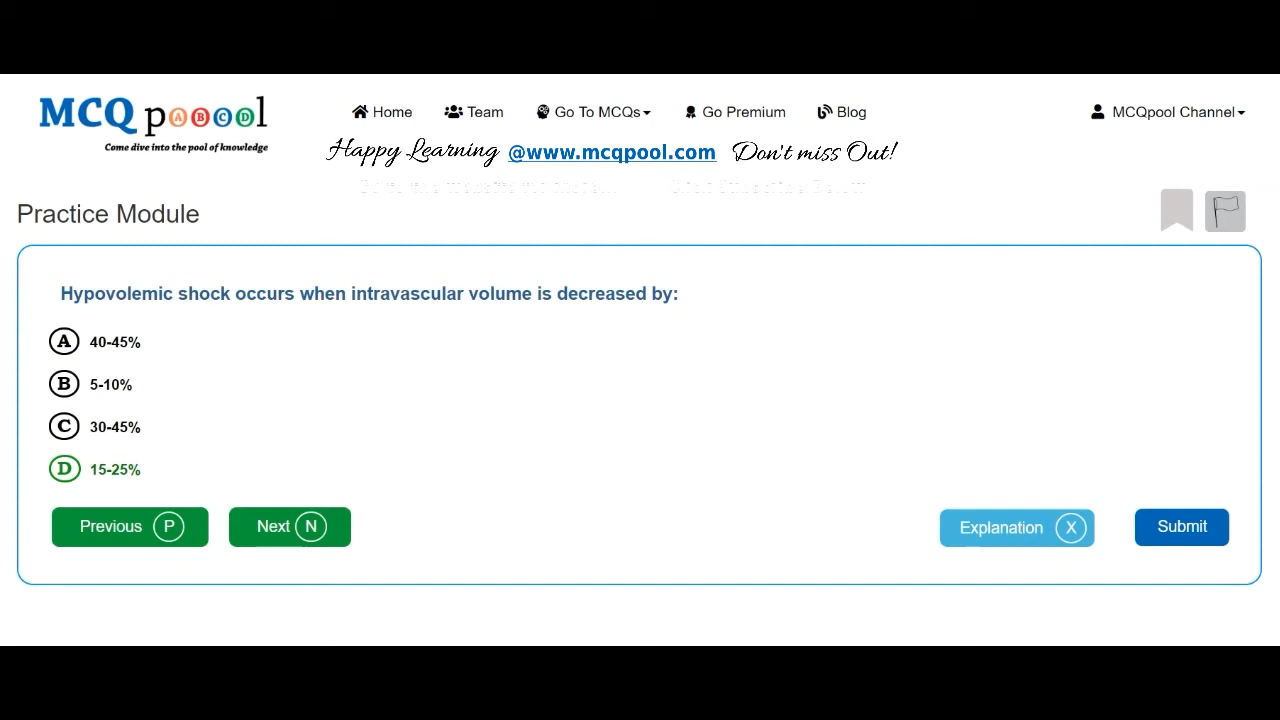 MCQ pooool
Come dive into the pool of knowledge
Home Team Go To MCQs Go Premium Blog MCQpool Channel
Happy Learning @www.mcqpool.com Don't miss Out!
Practice Module
Hypovolemic shock occurs when intravascular volume is decreased by:
A 40-45%
B 5-10%
C 30-45%
D 15-25%
Previous P Next N Explanation X Submit